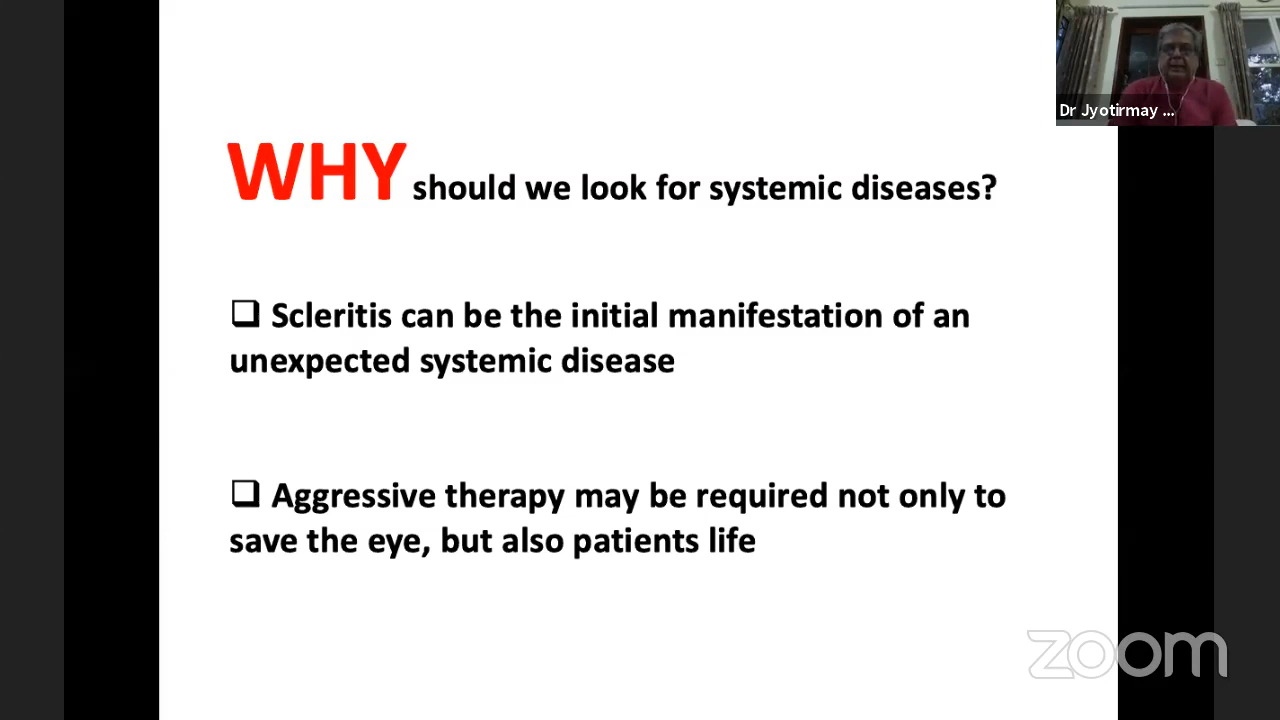 Dr Jyotirmay ...
WHY should we look for systemic diseases?
❑ Scleritis can be the initial manifestation of an
unexpected systemic disease
❑ Aggressive therapy may be required not only to
save the eye, but also patients life
zoom